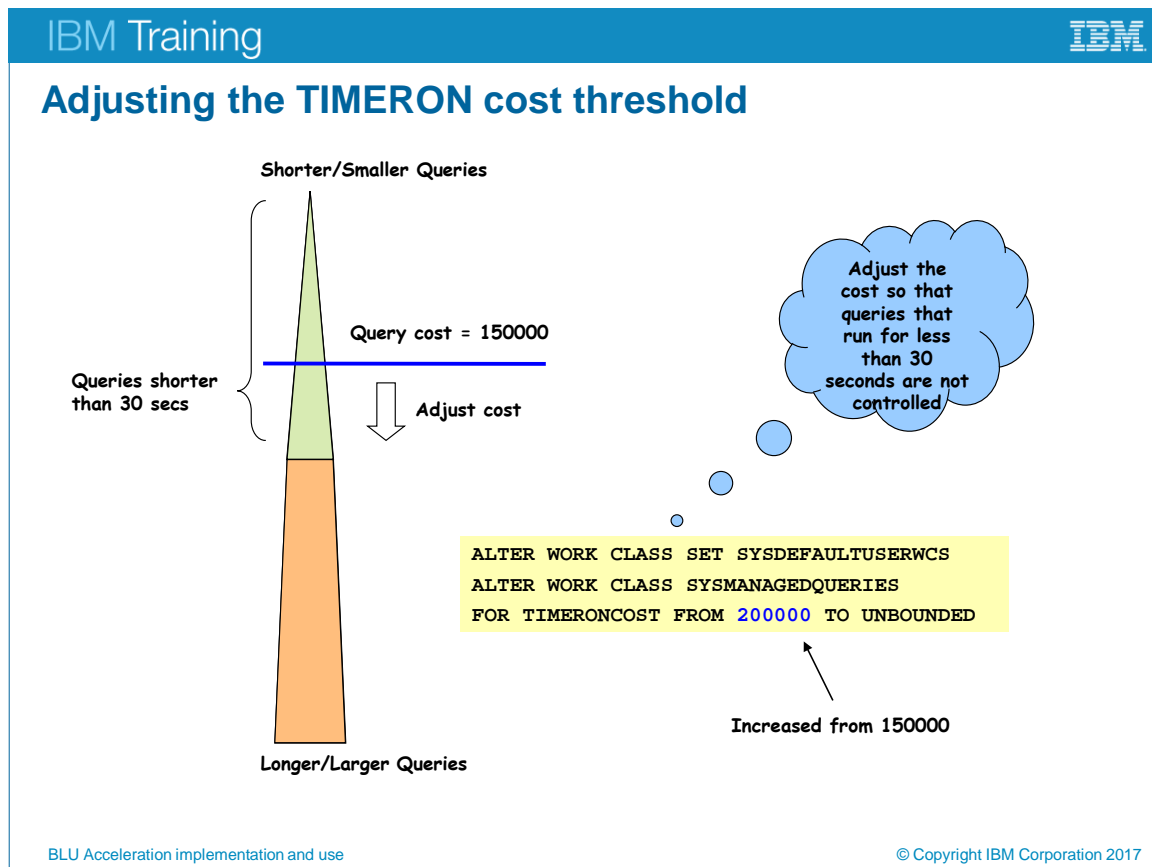 IBM Training
IBM
Adjusting the TIMERON cost threshold
Shorter/Smaller Queries
Query cost = 150000
Queries shorter
than 30 secs
Adjust cost
Adjust the
cost so that
queries that
run for less
than 30
seconds are not
controlled
ALTER WORK CLASS SET SYSDEFAULTUSERWCS
ALTER WORK CLASS SYSMANAGEDQUERIES
FOR TIMERONCOST FROM 200000 TO UNBOUNDED
Increased from 150000
Longer/Larger Queries
BLU Acceleration implementation and use
© Copyright IBM Corporation 2017